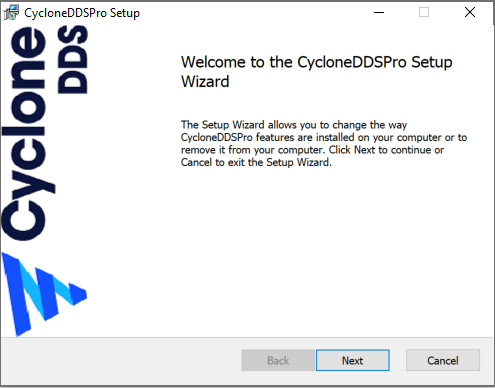 CycloneDDSPro Setup
Cyclone
DDS
Welcome to the CycloneDDSPro Setup
Wizard
The Setup Wizard allows you to change the way
CycloneDDSPro features are installed on your computer or to
remove it from your computer. Click Next to continue or
Cancel to exit the Setup Wizard.
Back
Next
Cancel